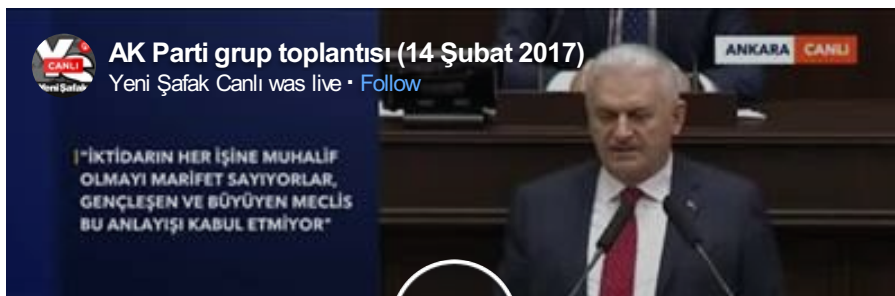 AK Parti grup toplantısı (14 Şubat 2017)
Yeni Şafak Canlı was live · Follow
CANLI
Yeni Şafak
ANKARA CANLI
"İKTİDARIN HER İŞİNE MUHALİF
OLMAYI MARİFET SAYIYORLAR,
GENÇLEŞEN VE BÜYÜYEN MECLİS
BU ANLAYIŞI KABUL ETMİYOR"